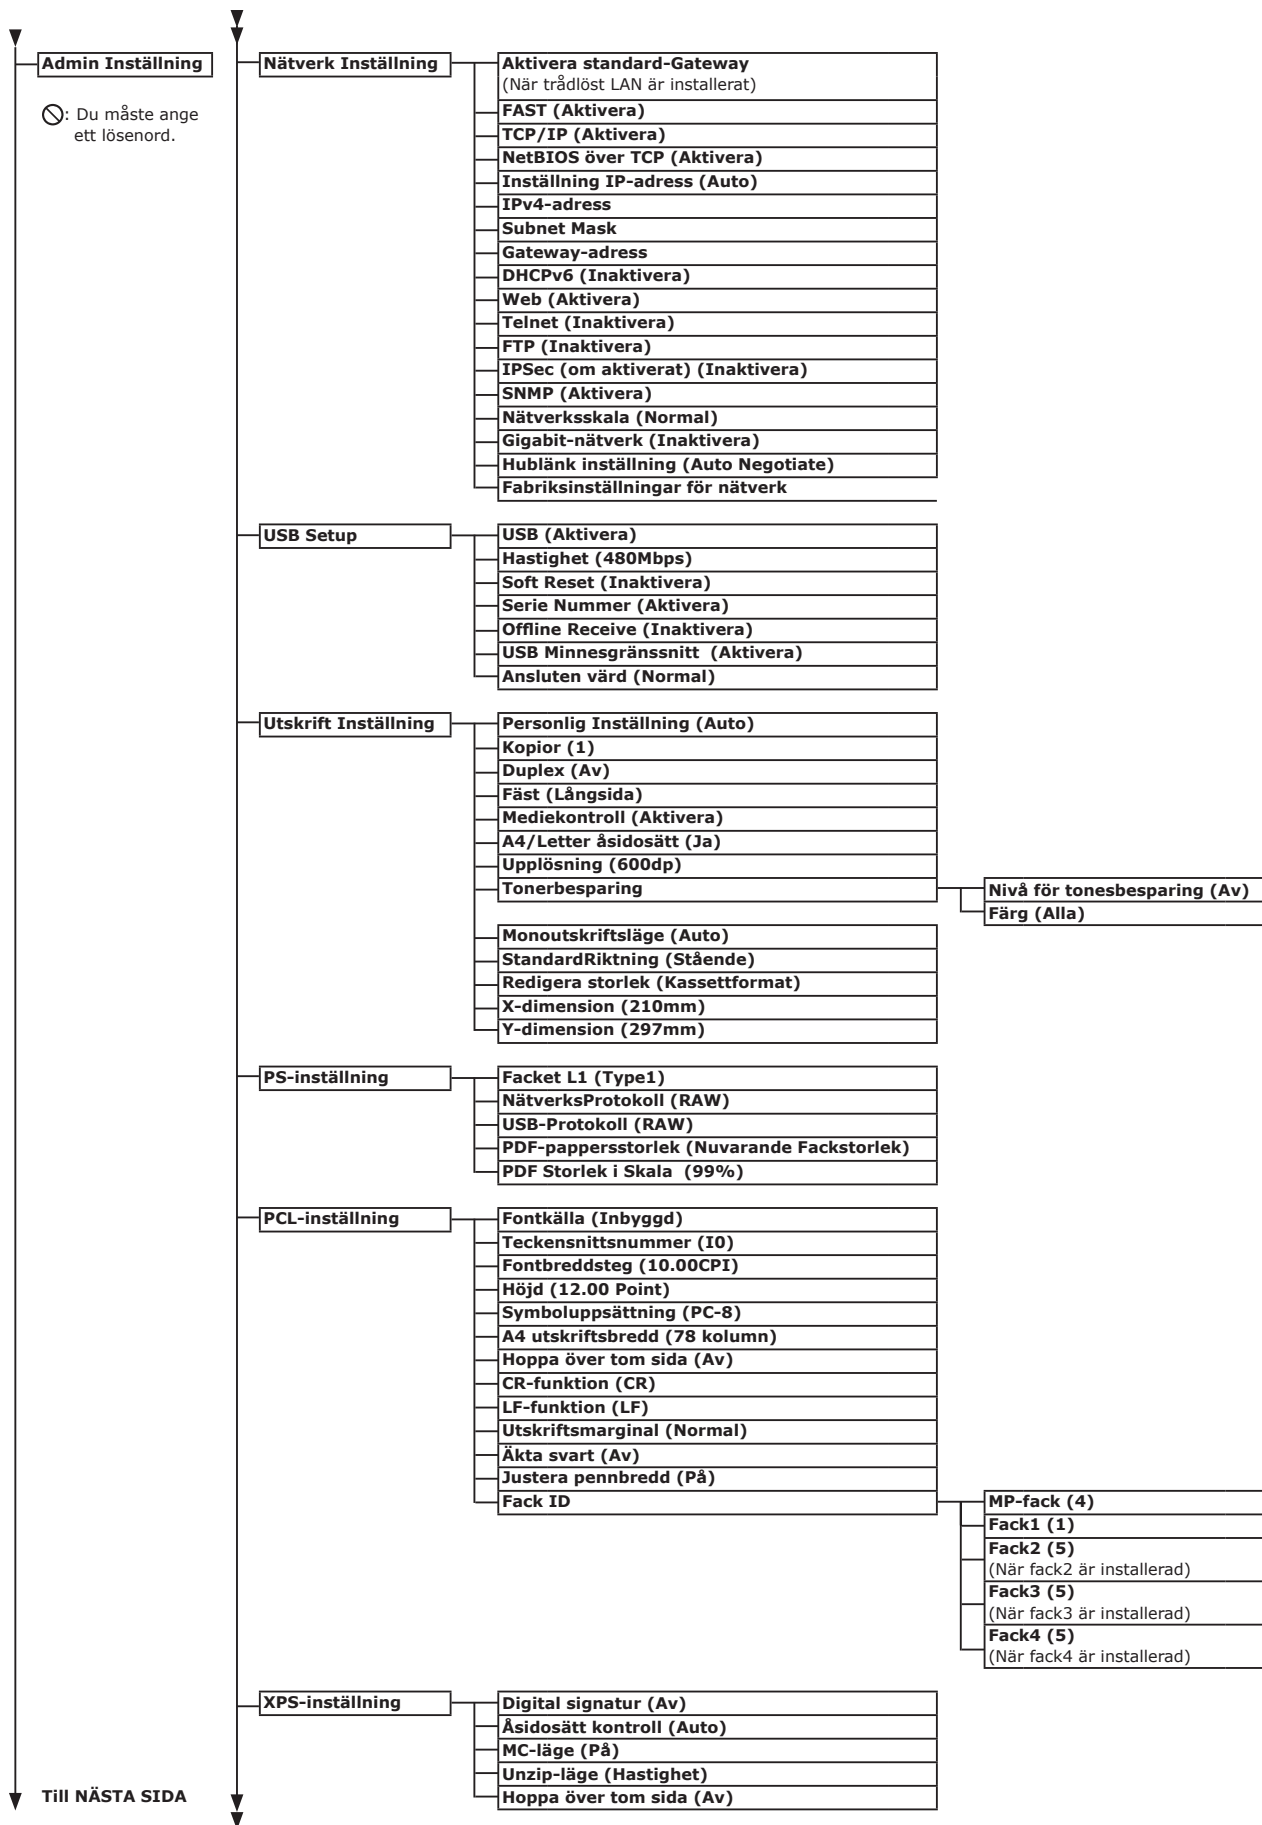 Admin Inställning
: Du måste ange
ett lösenord.
Nätverk Inställning
Aktivera standard-Gateway
(När trådlöst LAN är installerat)
FAST (Aktivera)
TCP/IP (Aktivera)
NetBIOS över TCP (Aktivera)
Inställning IP-adress (Auto)
IPv4-adress
Subnet Mask
Gateway-adress
DHCPv6 (Inaktivera)
Web (Aktivera)
Telnet (Inaktivera)
FTP (Inaktivera)
IPSec (om aktiverat) (Inaktivera)
SNMP (Aktivera)
Nätverksskala (Normal)
Gigabit-nätverk (Inaktivera)
Hublänk inställning (Auto Negotiate)
Fabriksinställningar för nätverk
USB Setup
USB (Aktivera)
Hastighet (480Mbps)
Soft Reset (Inaktivera)
Serie Nummer (Aktivera)
Offline Receive (Inaktivera)
USB Minnesgränssnitt (Aktivera)
Ansluten värd (Normal)
Utskrift Inställning
Personlig Inställning (Auto)
Kopior (1)
Duplex (Av)
Fäst (Långsida)
Mediekontroll (Aktivera)
A4/Letter åsidosätt (Ja)
Upplösning (600dp)
Tonerbesparing
Nivå för tonesbesparing (Av)
Färg (Alla)
Monoutskriftsläge (Auto)
StandardRiktning (Stående)
Redigera storlek (Kassettformat)
X-dimension (210mm)
Y-dimension (297mm)
PS-inställning
Facket L1 (Type1)
NätverksProtokoll (RAW)
USB-Protokoll (RAW)
PDF-pappersstorlek (Nuvarande Fackstorlek)
PDF Storlek i Skala (99%)
PCL-inställning
Fontkälla (Inbyggd)
Teckensnittsnummer (I0)
Fontbreddsteg (10.00CPI)
Höjd (12.00 Point)
Symboluppsättning (PC-8)
A4 utskriftsbredd (78 kolumn)
Hoppa över tom sida (Av)
CR-funktion (CR)
LF-funktion (LF)
Utskriftsmarginal (Normal)
Äkta svart (Av)
Justera pennbredd (På)
Fack ID
MP-fack (4)
Fack1 (1)
Fack2 (5)
(När fack2 är installerad)
Fack3 (5)
(När fack3 är installerad)
Fack4 (5)
(När fack4 är installerad)
XPS-inställning
Digital signatur (Av)
Åsidosätt kontroll (Auto)
MC-läge (På)
Unzip-läge (Hastighet)
Hoppa över tom sida (Av)
Till NÄSTA SIDA